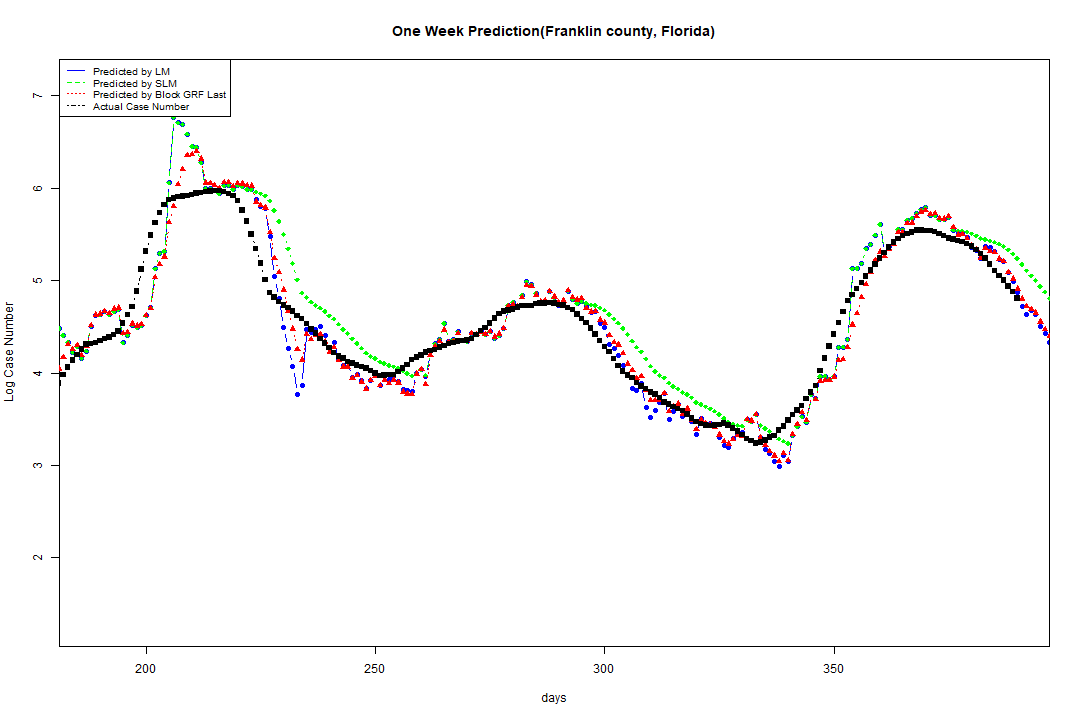 One Week Prediction(Franklin county, Florida)
Predicted by LM
Predicted by SLM
Predicted by Block GRF Last
Actual Case Number
7
6
5
4
3
2
Log Case Number
200 250 300 350
days